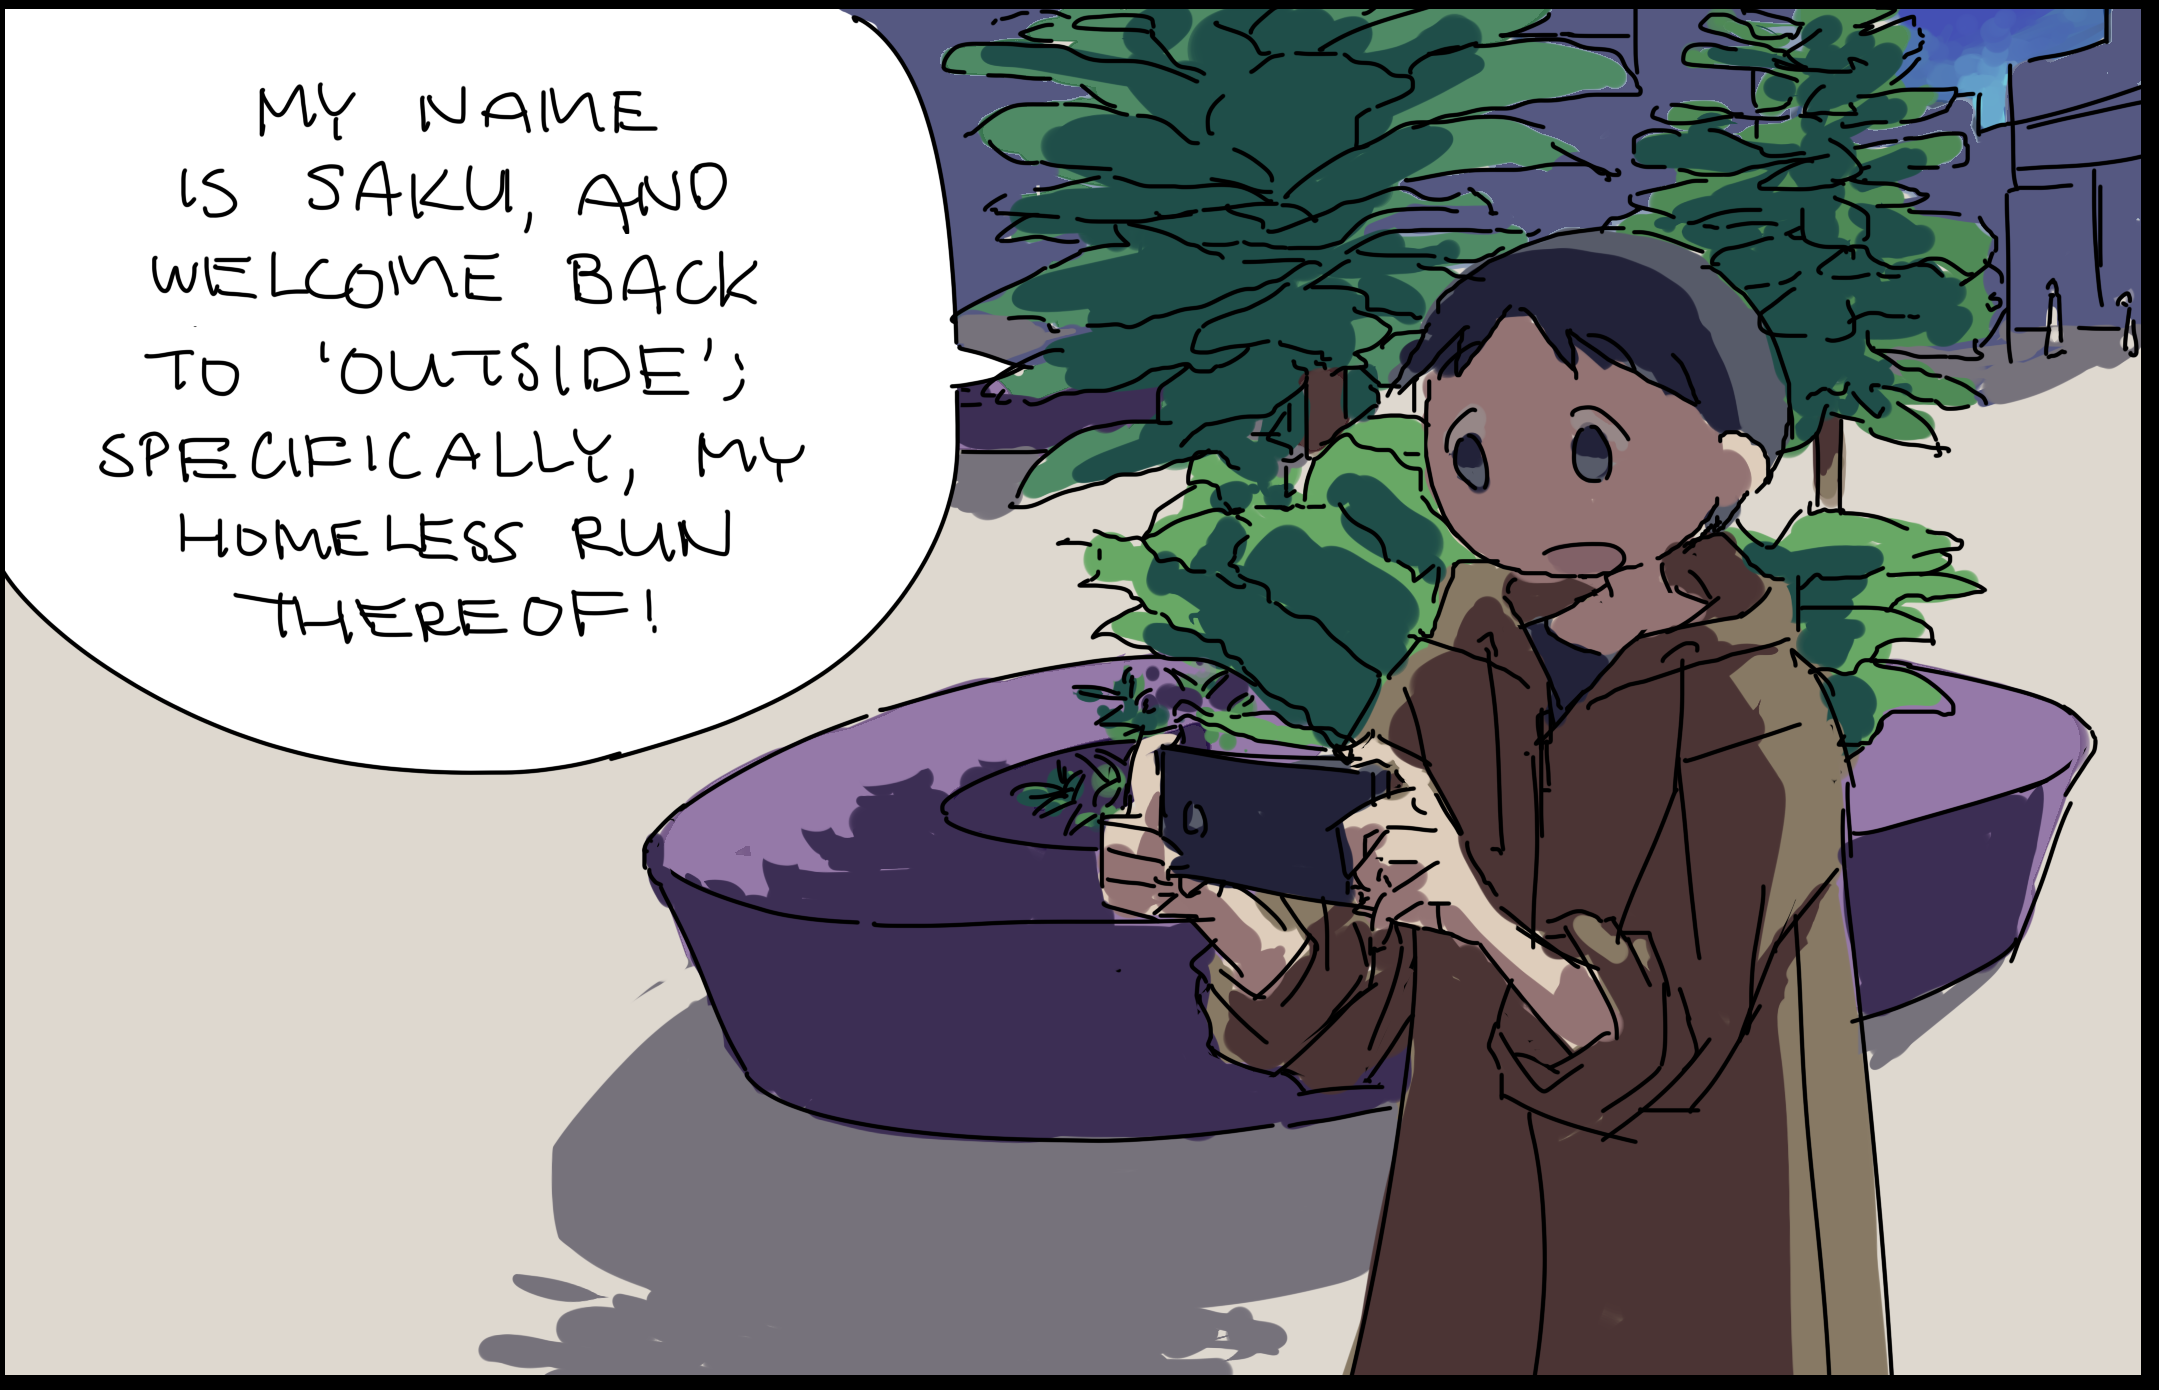 MY NAME
IS SAKU, AND
WELCOME BACK
TO 'OUTSIDE';
SPECIFICALLY, MY
HOMELESS RUN
THEREOF!